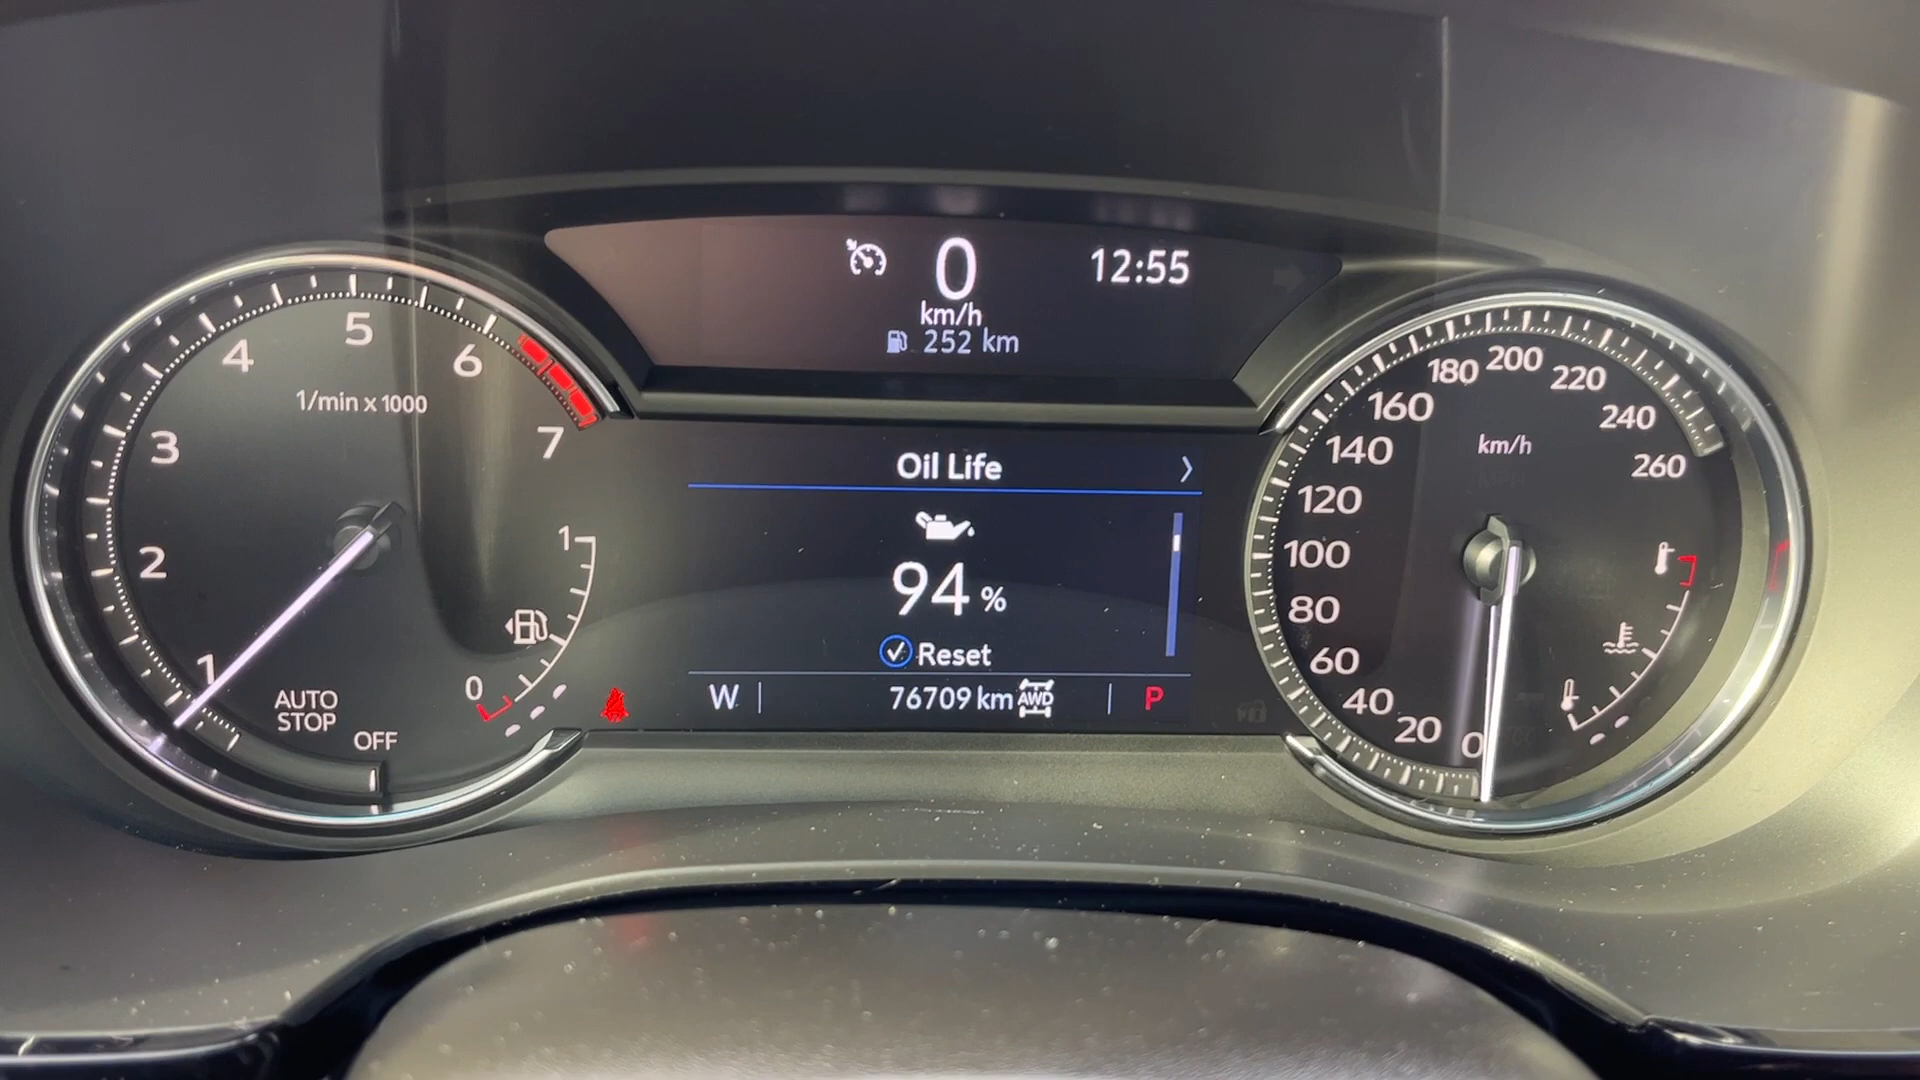 0
12:55
km/h
252 km
5
4
6
1/min x 1000
3
7
2
1
AUTO
STOP
OFF
1
0
Oil Life
94 %
Reset
W
76709 km
AWD
P
200
180
220
160
240
140
km/h
260
120
100
80
60
40
20
0